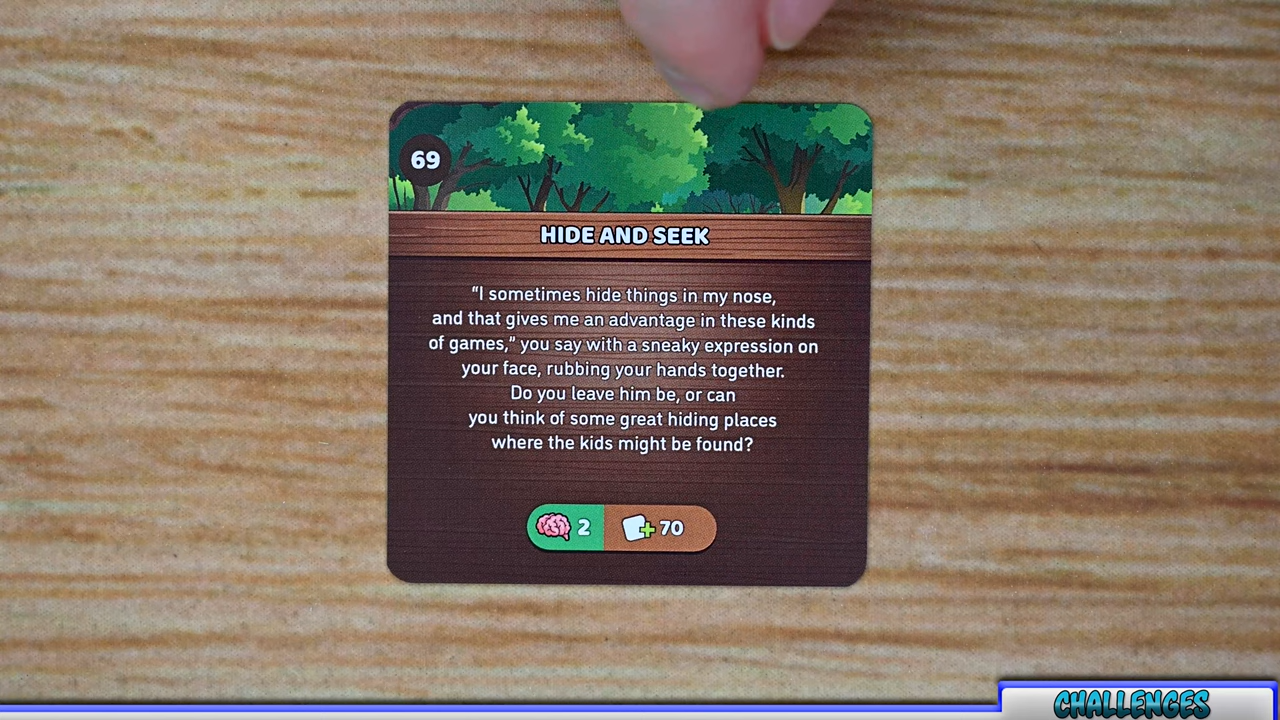 69
HIDE AND SEEK
"I sometimes hide things in my nose,
and that gives me an advantage in these kinds
of games," you say with a sneaky expression on
your face, rubbing your hands together.
Do you leave him be, or can
you think of some great hiding places
where the kids might be found?
2 + 70
CHALLENGES